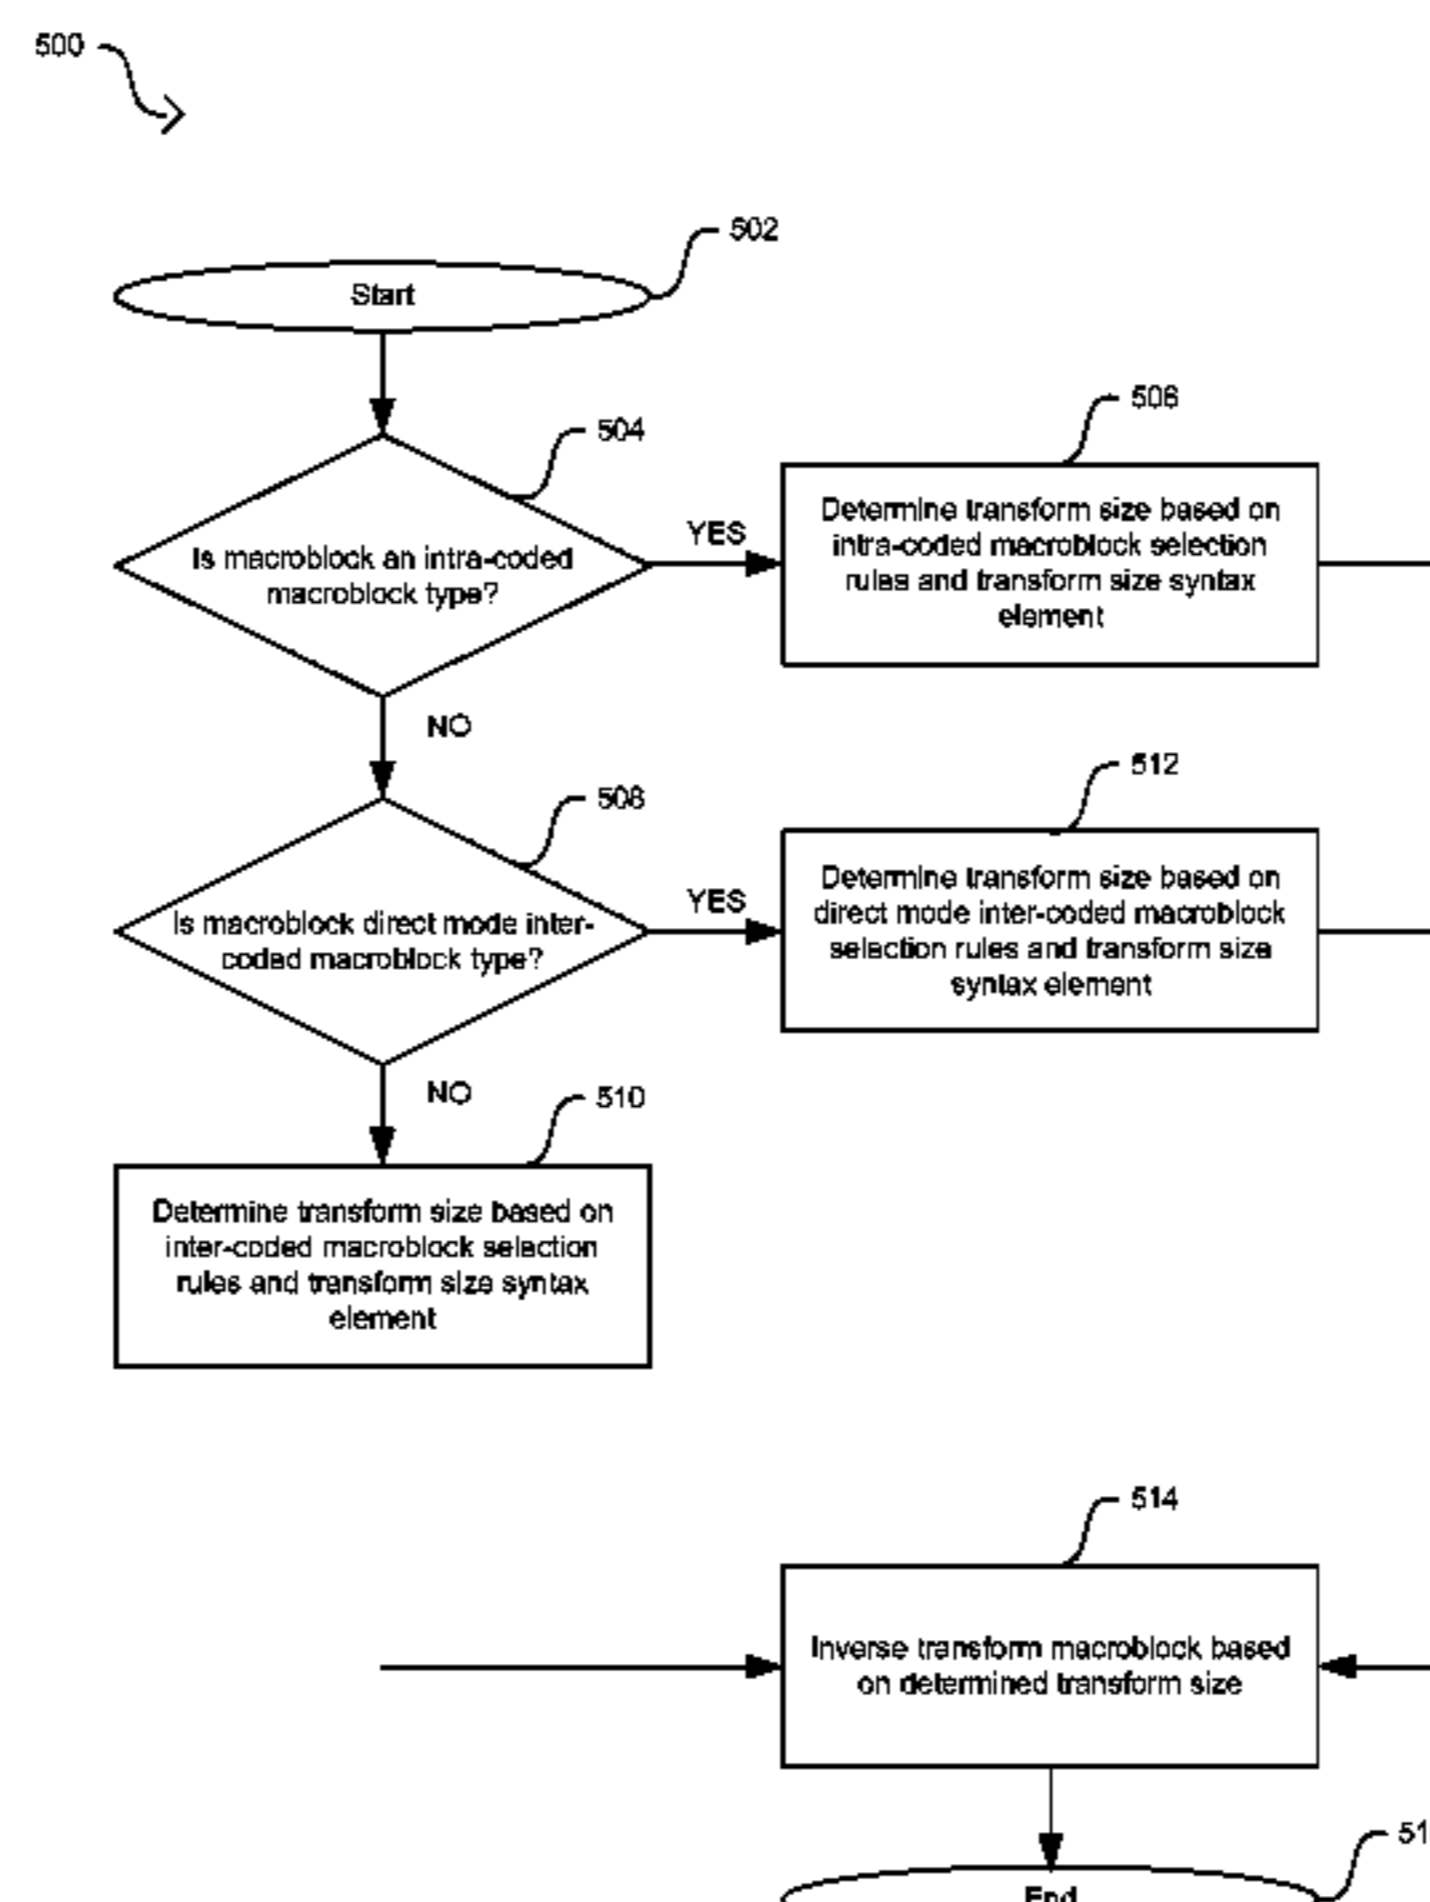 500
502
Start
504
506
Is macroblock an intra-coded
macroblock type?
YES
Determine transform size based on
intra-coded macroblock selection
rules and transform size syntax
element
NO
508
512
Is macroblock direct mode inter-
coded macroblock type?
YES
Determine transform size based on
direct mode inter-coded macroblock
selection rules and transform size
syntax element
NO
510
Determine transform size based on
inter-coded macroblock selection
rules and transform size syntax
element
514
Inverse transform macroblock based
on determined transform size
51
End